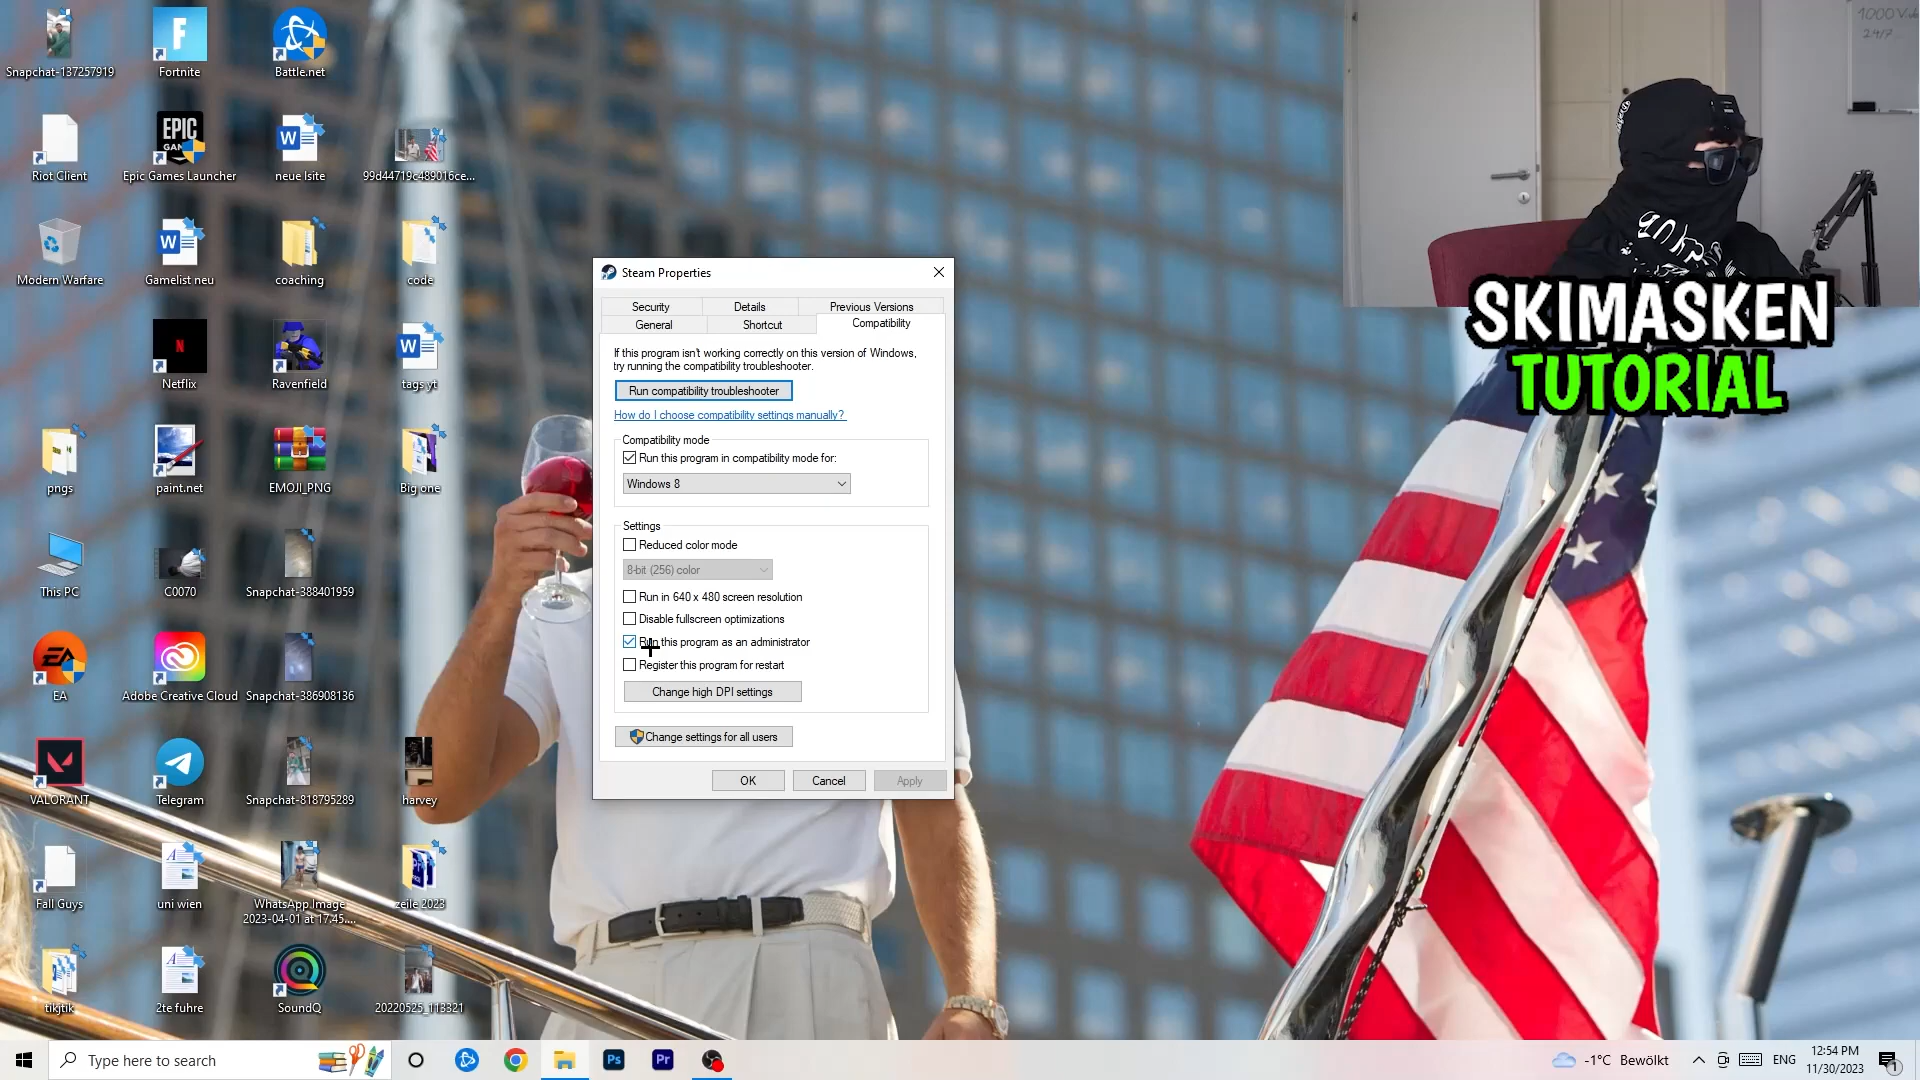 Snapchat-137257919
Fortnite
Battle.net
Riot Client
EPIC
GAM
Epic Games Launcher
neue lsite
99d44719c489016ce...
Modern Warfare
Gamelist neu
coaching
code
Netflix
Ravenfield
tags yt
pngs
paint.net
EMOJI_PNG
Big one
This PC
C0070
Snapchat-388401959
EA
Adobe Creative Cloud
Snapchat-386908136
VALORANT
Telegram
Snapchat-818795289
harvey
Fall Guys
uni wien
WhatsApp Image
2023-04-01 at 17.45....
zeile 2023
tikjtik
2te fuhre
SoundQ
20220525_113321
Steam Properties
Security
Details
Previous Versions
General
Shortcut
Compatibility
If this program isn't working correctly on this version of Windows,
try running the compatibility troubleshooter.
Run compatibility troubleshooter
How do I choose compatibility settings manually?
Compatibility mode
Run this program in compatibility mode for:
Windows 8
Settings
Reduced color mode
8-bit (256) color
Run in 640 x 480 screen resolution
Disable fullscreen optimizations
Run this program as an administrator
Register this program for restart
Change high DPI settings
Change settings for all users
OK
Cancel
Apply
SKIMASKEN
TUTORIAL
Type here to search
Ps
Pr
-1°C Bewölkt
ENG
12:54 PM
11/30/2023
1